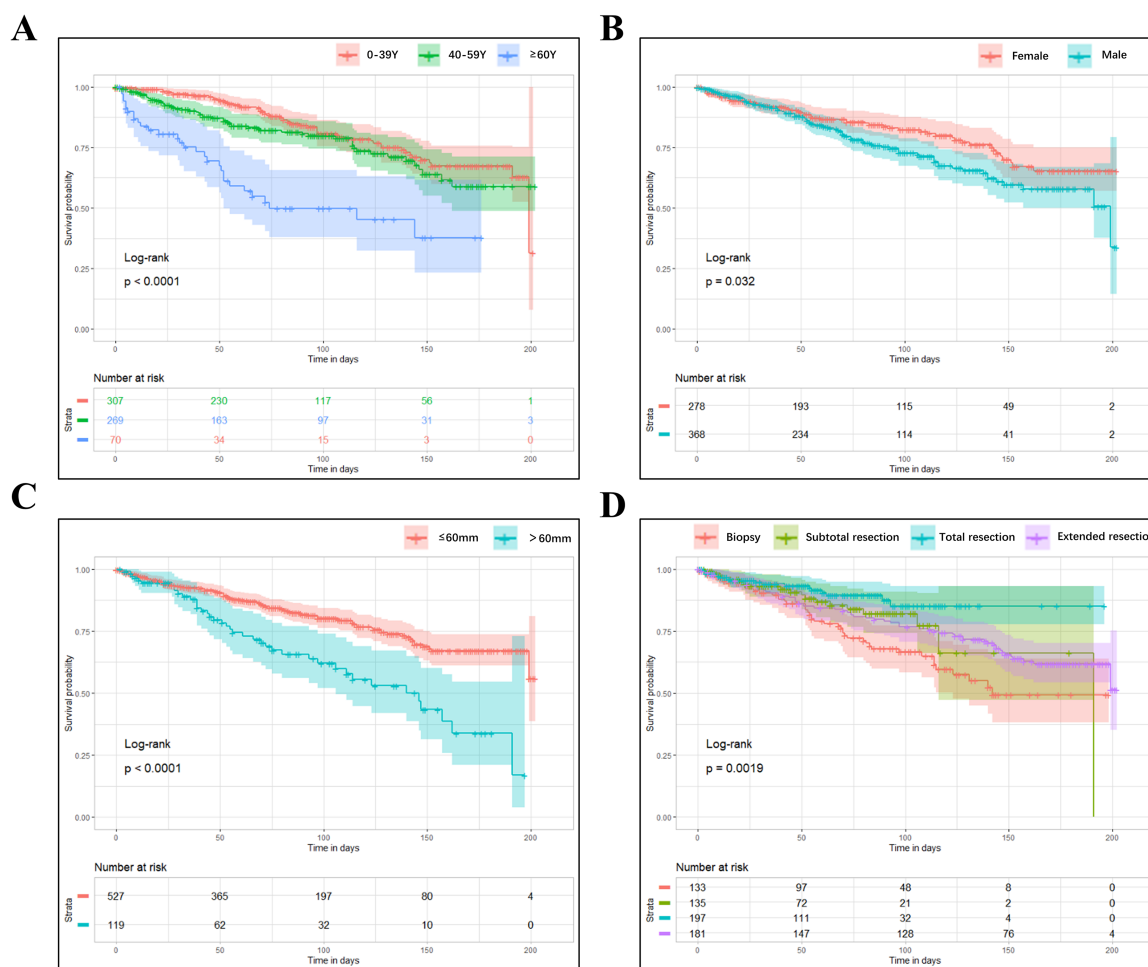 A
0-39Y 40-59Y ≥60Y
Survival probability
1.00
0.75
0.50
0.25
0.00
Log-rank
p < 0.0001
0 50 100 150 200
Time in days
Number at risk
Strata
307 230 117 56 1
269 163 97 31 3
70 34 15 3 0
0 50 100 150 200
Time in days
B
Female Male
Survival probability
1.00
0.75
0.50
0.25
0.00
Log-rank
p = 0.032
0 50 100 150 200
Time in days
Number at risk
Strata
278 193 115 49 2
368 234 114 41 2
0 50 100 150 200
Time in days
C
≤60mm >60mm
Survival probability
1.00
0.75
0.50
0.25
0.00
Log-rank
p < 0.0001
0 50 100 150 200
Time in days
Number at risk
Strata
527 365 197 80 4
119 62 32 10 0
0 50 100 150 200
Time in days
D
Biopsy Subtotal resection Total resection Extended resectio
Survival probability
1.00
0.75
0.50
0.25
0.00
Log-rank
p = 0.0019
0 50 100 150 200
Time in days
Number at risk
Strata
133 97 48 8 0
135 72 21 2 0
197 111 32 4 0
181 147 128 76 4
0 50 100 150 200
Time in days